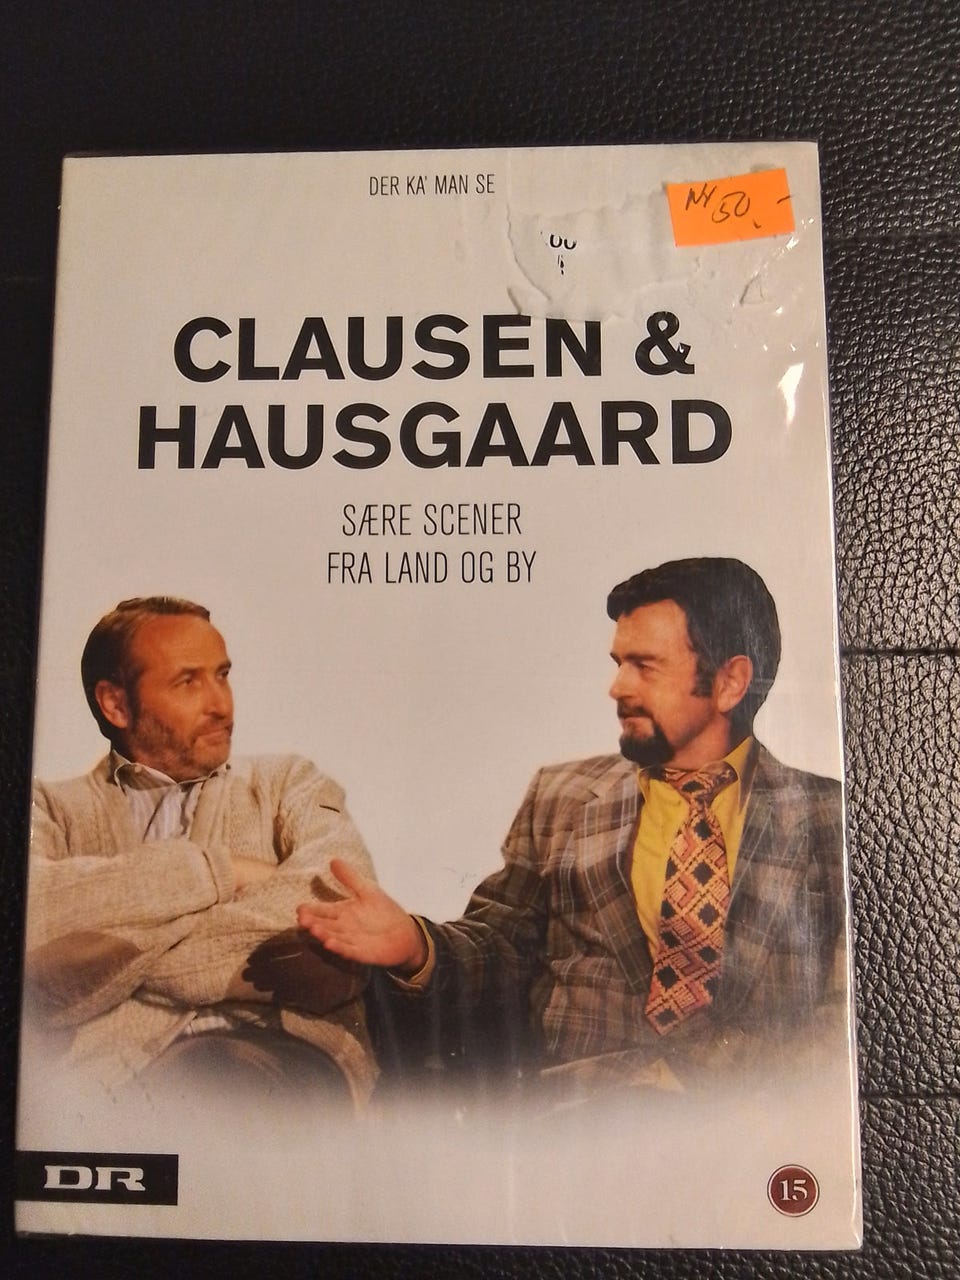 DER KA' MAN SE
NY 50,-
CLAUSEN &
HAUSGAARD
SÆRE SCENER
FRA LAND OG BY
DR
15